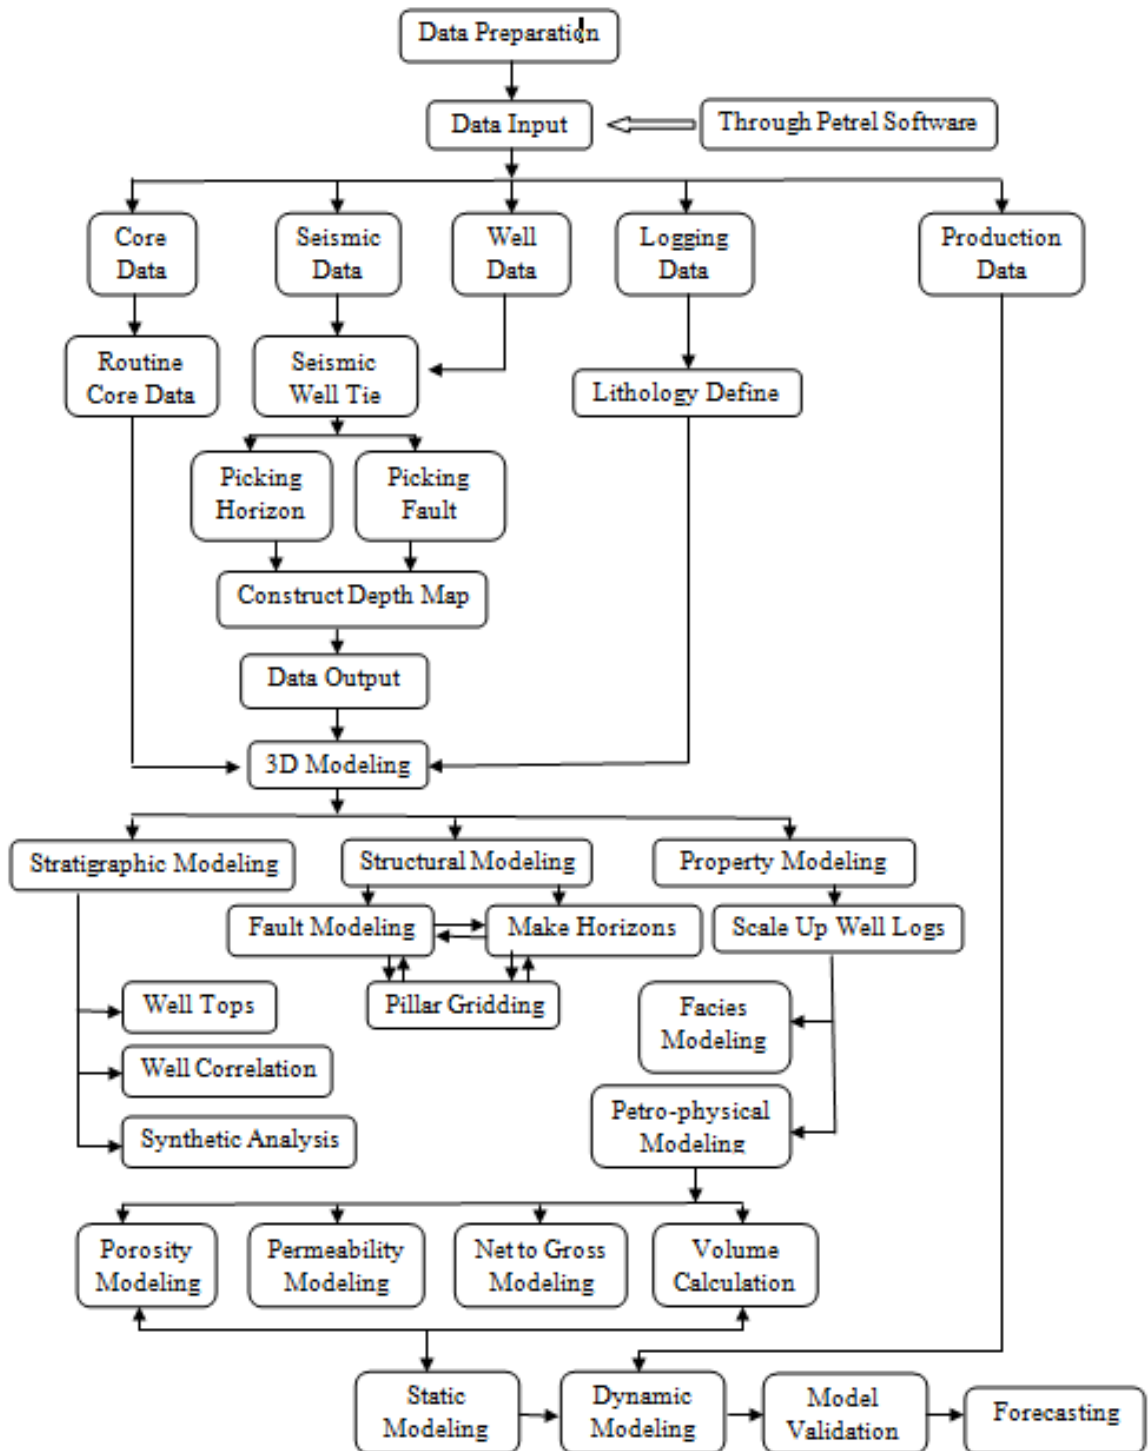 Data Preparation
Data Input
Through Petrel Software
Core
Data
Seismic
Data
Well
Data
Logging
Data
Production
Data
Routine
Core Data
Seismic
Well Tie
Lithology Define
Picking
Horizon
Picking
Fault
Construct Depth Map
Data Output
3D Modeling
Stratigraphic Modeling
Structural Modeling
Property Modeling
Fault Modeling
Make Horizons
Scale Up Well Logs
Well Tops
Pillar Gridding
Facies
Modeling
Well Correlation
Petro-physical
Modeling
Synthetic Analysis
Porosity
Modeling
Permeability
Modeling
Net to Gross
Modeling
Volume
Calculation
Static
Modeling
Dynamic
Modeling
Model
Validation
Forecasting